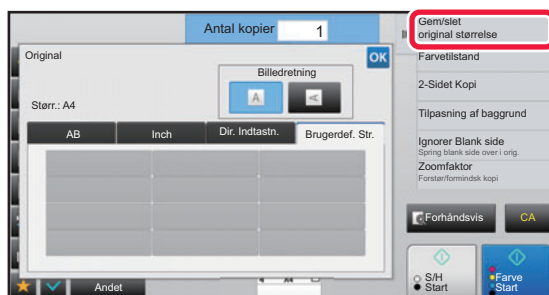 Antal kopier 1
Original
OK
Billedretning
A A
Størr.: A4
AB Inch Dir. Indtastn. Brugerdef. Str.
Andet
A4
Gem/slet
original størrelse
Farvetilstand
2-Sidet Kopi
Tilpasning af baggrund
Ignorer Blank side
Spring blank side over i orig.
Zoomfaktor
Forstør/formindsk kopi
Forhåndsvis CA
S/H
Start
Farve
Start